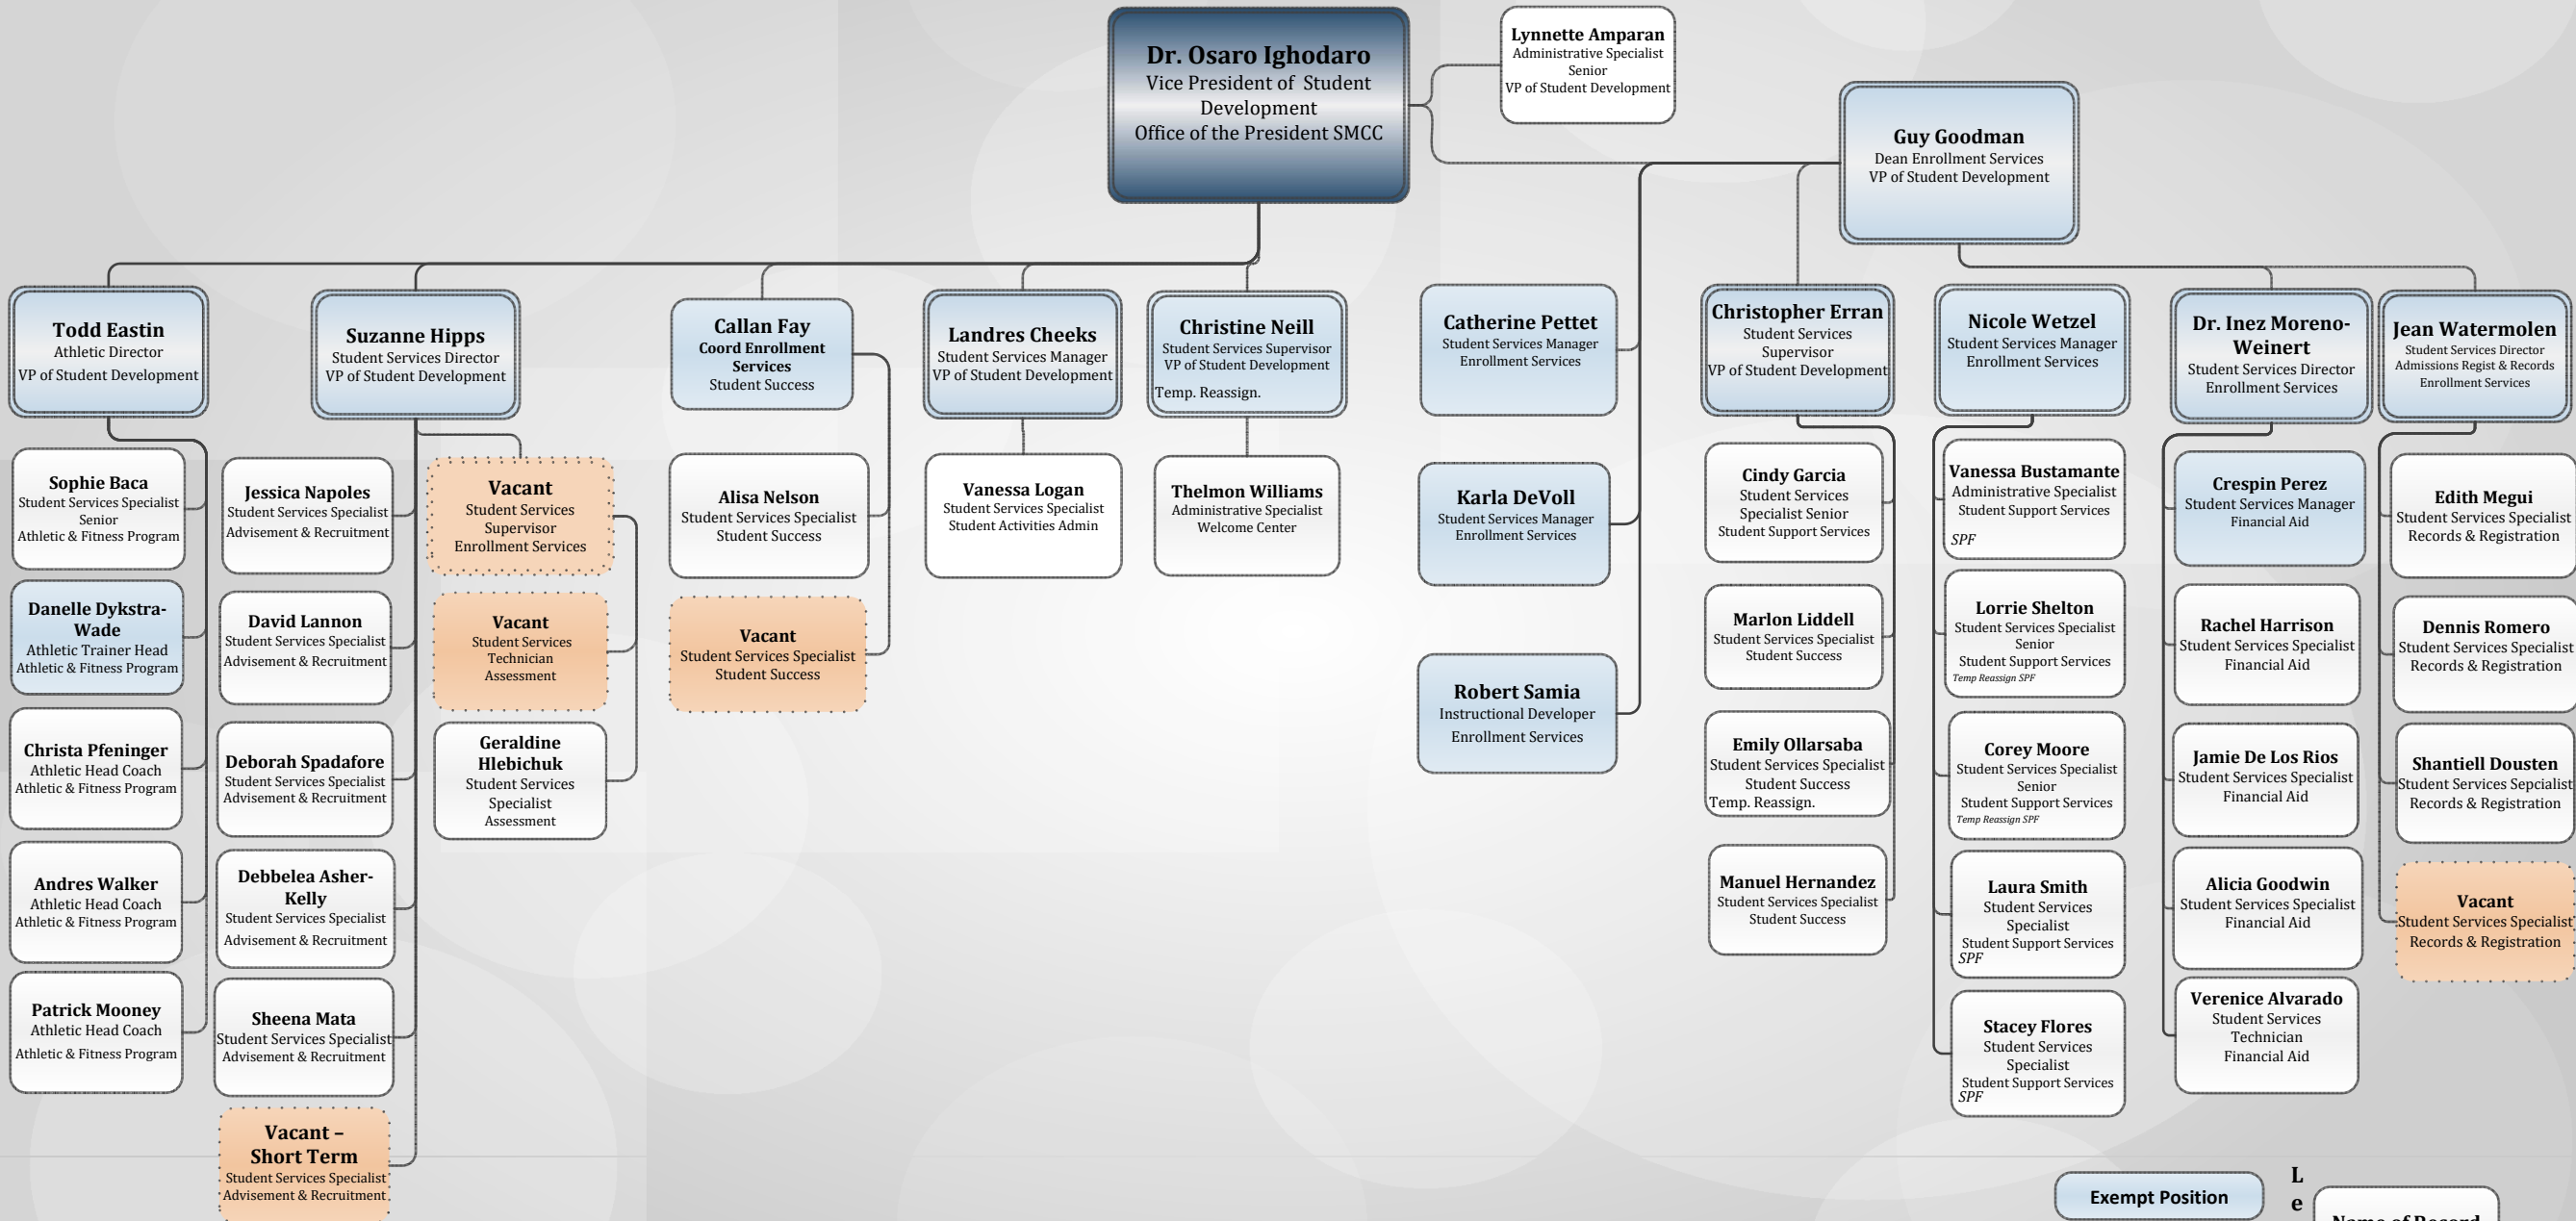 Dr. Osaro Ighodaro
Vice President of Student
Development
Office of the President SMCC
Lynnette Amparan
Administrative Specialist
Senior
VP of Student Development
Guy Goodman
Dean Enrollment Services
VP of Student Development
Todd Eastin
Athletic Director
VP of Student Development
Suzanne Hipps
Student Services Director
VP of Student Development
Callan Fay
Coord Enrollment
Services
Student Success
Landres Cheeks
Student Services Manager
VP of Student Development
Christine Neill
Student Services Supervisor
VP of Student Development
Temp. Reassign.
Catherine Pettet
Student Services Manager
Enrollment Services
Christopher Erran
Student Services
Supervisor
VP of Student Development
Nicole Wetzel
Student Services Manager
Enrollment Services
Dr. Inez Moreno-
Weinert
Student Services Director
Enrollment Services
Jean Watermolen
Student Services Director
Admissions Regist & Records
Enrollment Services
Sophie Baca
Student Services Specialist
Senior
Athletic & Fitness Program
Danelle Dykstra-
Wade
Athletic Trainer Head
Athletic & Fitness Program
Christa Pfeninger
Athletic Head Coach
Athletic & Fitness Program
Andres Walker
Athletic Head Coach
Athletic & Fitness Program
Patrick Mooney
Athletic Head Coach
Athletic & Fitness Program
Jessica Napoles
Student Services Specialist
Advisement & Recruitment
David Lannon
Student Services Specialist
Advisement & Recruitment
Deborah Spadafore
Student Services Specialist
Advisement & Recruitment
Debbelea Asher-
Kelly
Student Services Specialist
Advisement & Recruitment
Sheena Mata
Student Services Specialist
Advisement & Recruitment
Vacant –
Short Term
Student Services Specialist
Advisement & Recruitment
Vacant
Student Services
Supervisor
Enrollment Services
Vacant
Student Services
Technician
Assessment
Geraldine
Hlebichuk
Student Services
Specialist
Assessment
Alisa Nelson
Student Services Specialist
Student Success
Vacant
Student Services Specialist
Student Success
Vanessa Logan
Student Services Specialist
Student Activities Admin
Thelmon Williams
Administrative Specialist
Welcome Center
Karla DeVoll
Student Services Manager
Enrollment Services
Robert Samia
Instructional Developer
Enrollment Services
Cindy Garcia
Student Services
Specialist Senior
Student Support Services
Marlon Liddell
Student Services Specialist
Student Success
Emily Ollarsaba
Student Services Specialist
Student Success
Temp. Reassign.
Manuel Hernandez
Student Services Specialist
Student Success
Vanessa Bustamante
Administrative Specialist
Student Support Services
SPF
Lorrie Shelton
Student Services Specialist
Senior
Student Support Services
Temp Reassign SPF
Corey Moore
Student Services Specialist
Senior
Student Support Services
Temp Reassign SPF
Laura Smith
Student Services
Specialist
Student Support Services
SPF
Stacey Flores
Student Services
Specialist
Student Support Services
SPF
Crespin Perez
Student Services Manager
Financial Aid
Rachel Harrison
Student Services Specialist
Financial Aid
Jamie De Los Rios
Student Services Specialist
Financial Aid
Alicia Goodwin
Student Services Specialist
Financial Aid
Verenice Alvarado
Student Services
Technician
Financial Aid
Edith Megui
Student Services Specialist
Records & Registration
Dennis Romero
Student Services Specialist
Records & Registration
Shantiell Dousten
Student Services Sepcialist
Records & Registration
Vacant
Student Services Specialist
Records & Registration
Exempt Position
L
e
Name of Record